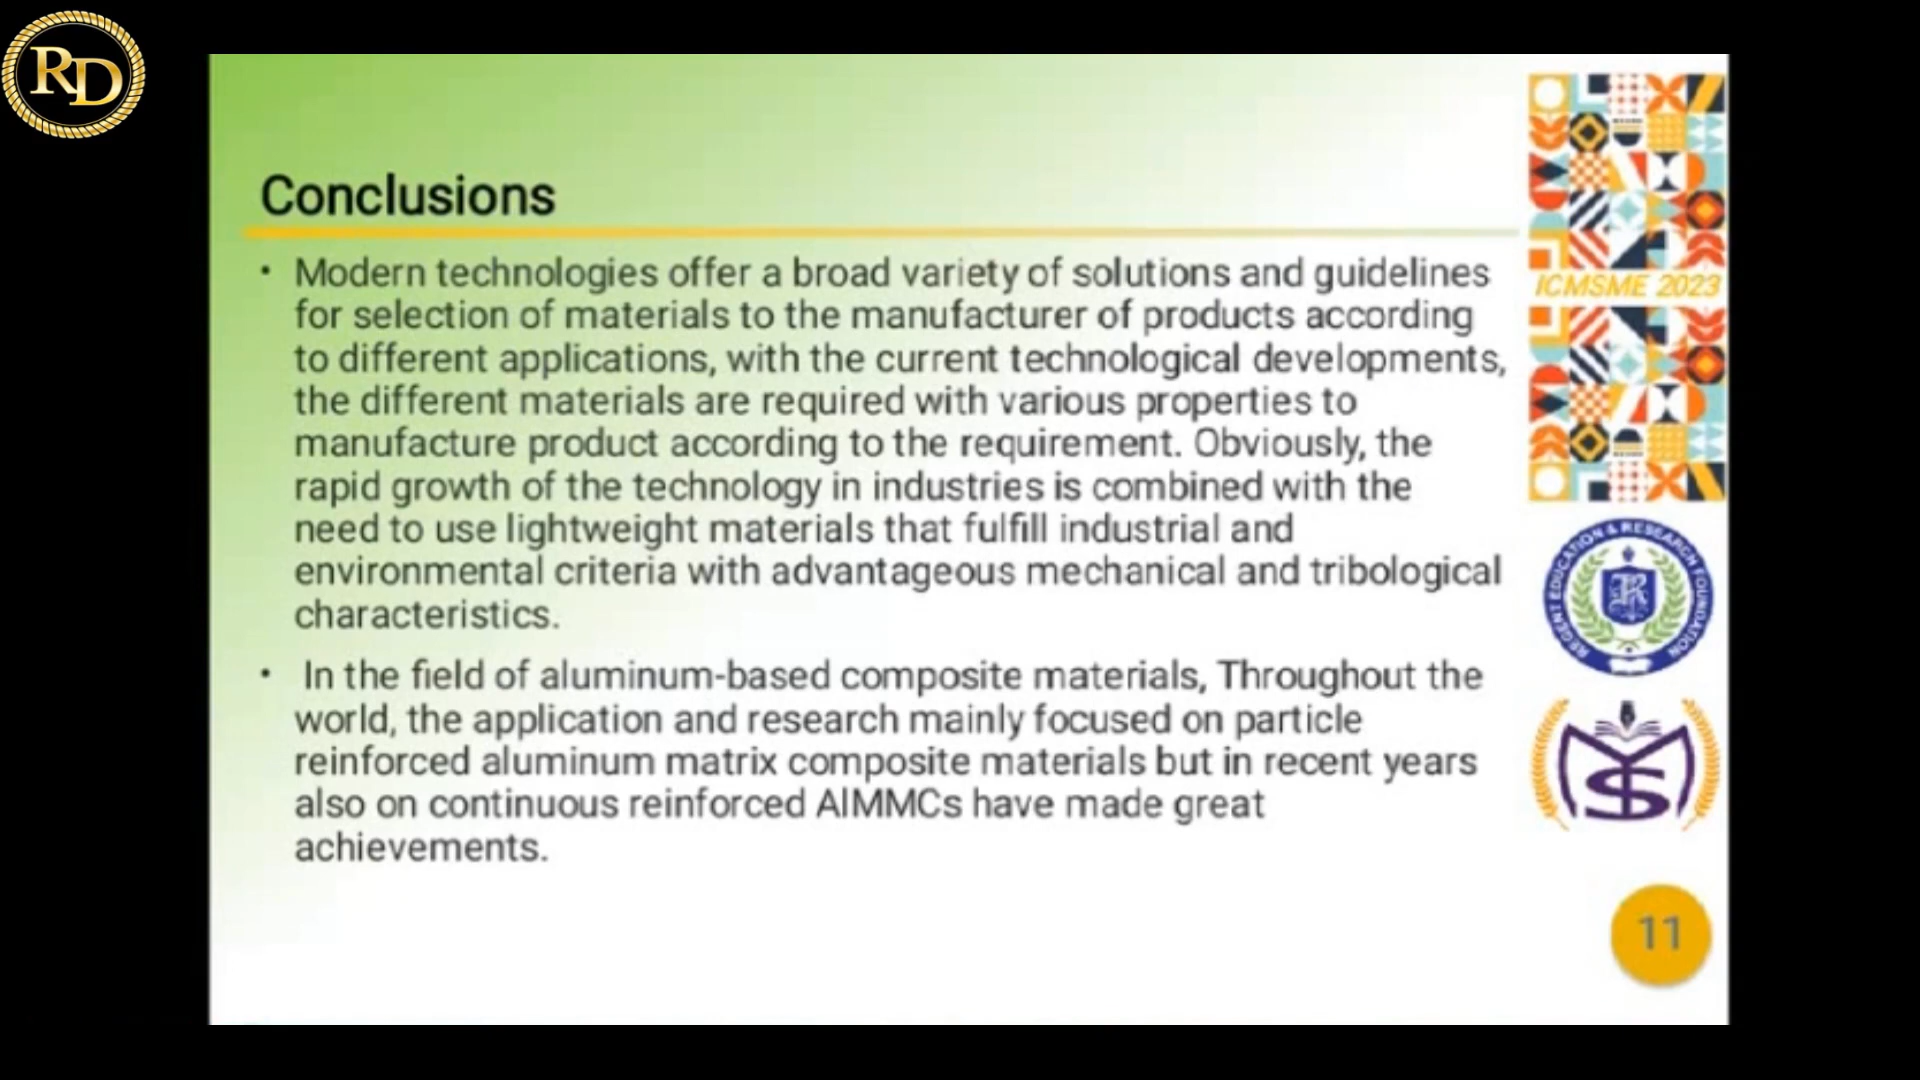 RD
Conclusions
• Modern technologies offer a broad variety of solutions and guidelines
for selection of materials to the manufacturer of products according
to different applications, with the current technological developments,
the different materials are required with various properties to
manufacture product according to the requirement. Obviously, the
rapid growth of the technology in industries is combined with the
need to use lightweight materials that fulfill industrial and
environmental criteria with advantageous mechanical and tribological
characteristics.
• In the field of aluminum-based composite materials, Throughout the
world, the application and research mainly focused on particle
reinforced aluminum matrix composite materials but in recent years
also on continuous reinforced AlMMCs have made great
achievements.
ICMSME 2023
REGENT EDUCATION & RESEARCH FOUNDATION
R
11